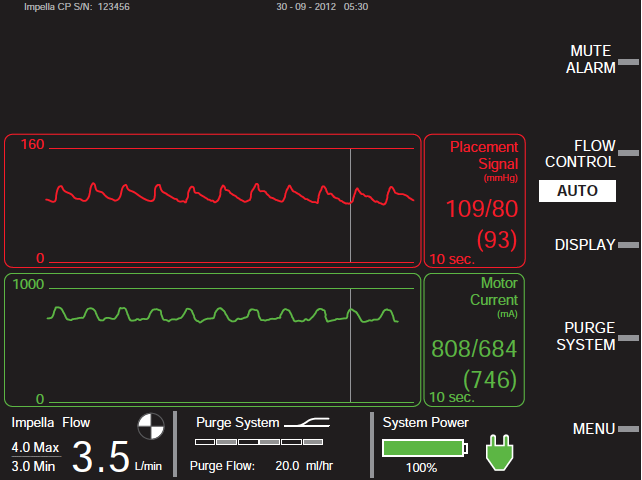 Impella CP S/N: 123456
30 - 09 - 2012 05:30
MUTE
ALARM
160
0
Placement
Signal
(mmHg)
109/80
(93)
10 sec.
FLOW
CONTROL
AUTO
DISPLAY
1000
0
Motor
Current
(mA)
808/684
(746)
10 sec.
PURGE
SYSTEM
MENU
Impella Flow
4.0 Max
3.0 Min
3.5 L/min
Purge System
Purge Flow: 20.0 ml/hr
System Power
100%